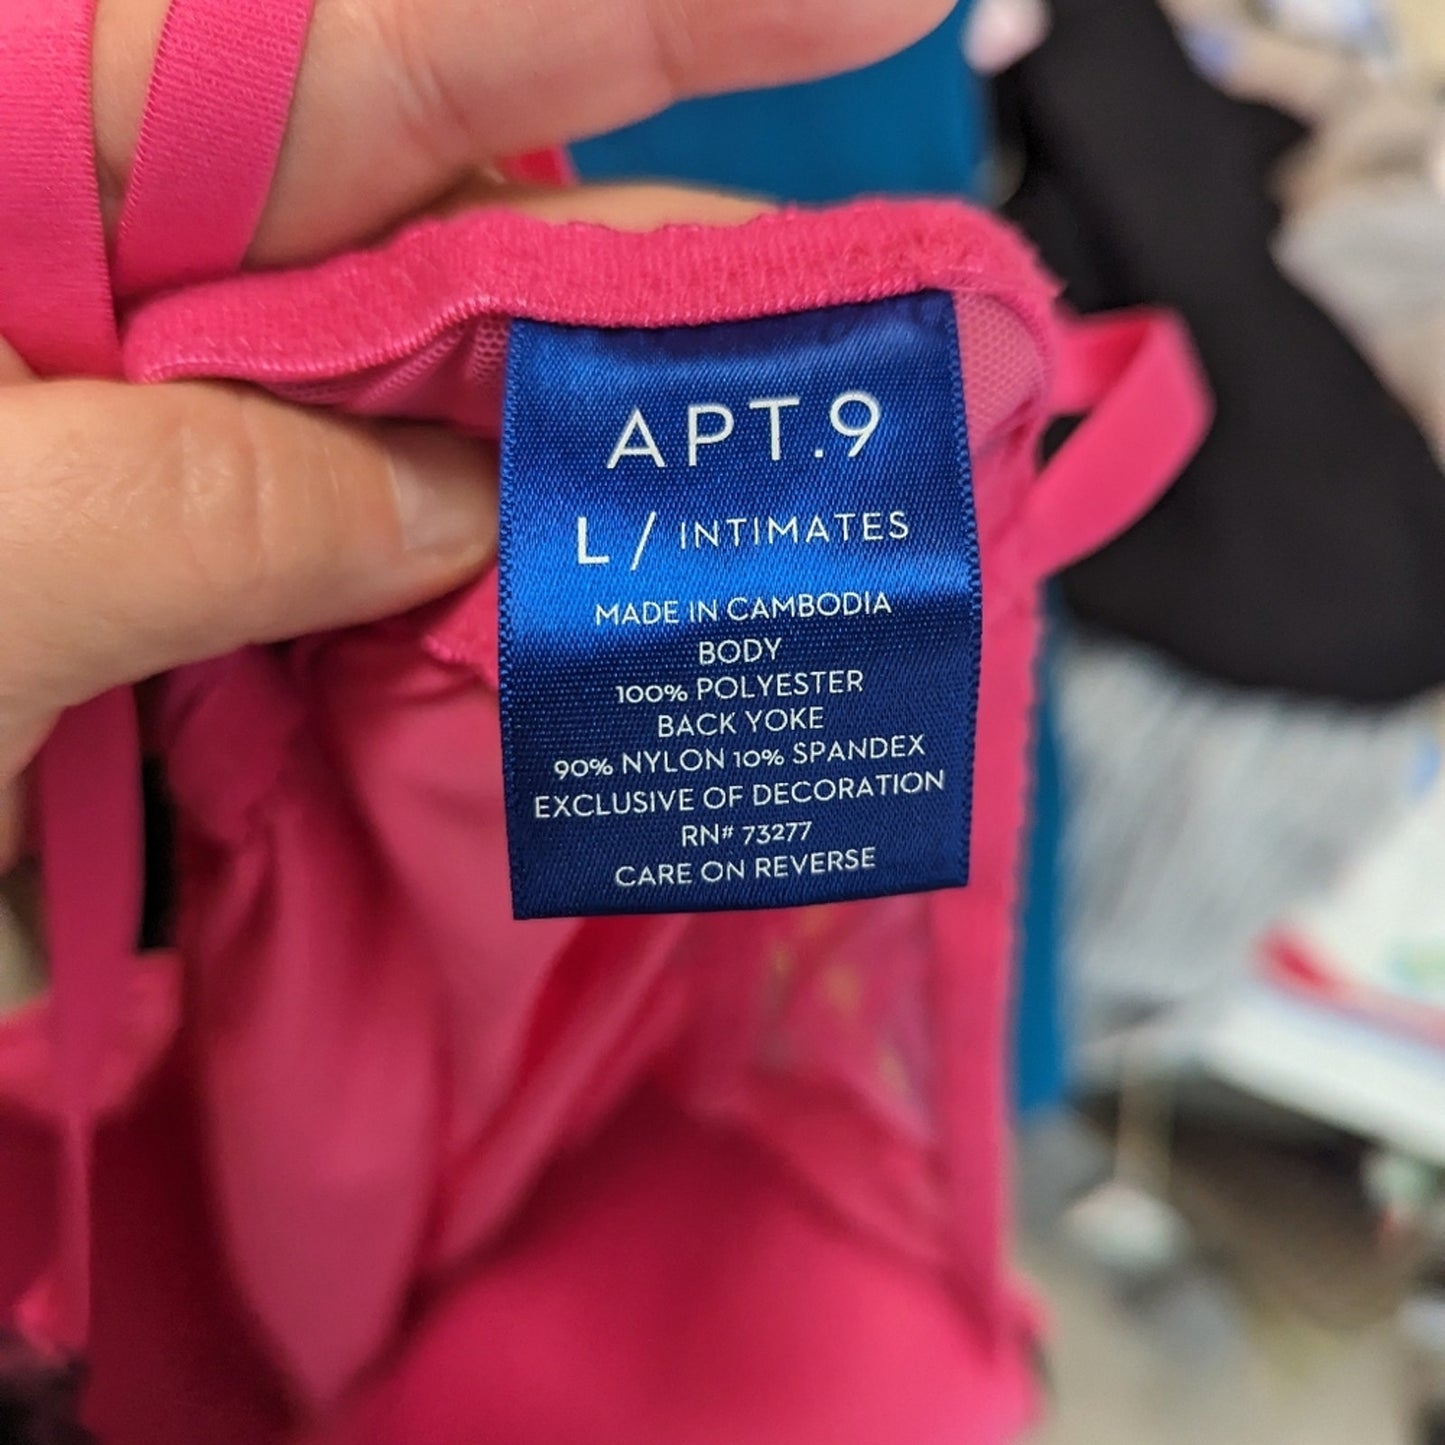 APT.9
L / INTIMATES
MADE IN CAMBODIA
BODY
100% POLYESTER
BACK YOKE
90% NYLON 10% SPANDEX
EXCLUSIVE OF DECORATION
RN# 73277
CARE ON REVERSE